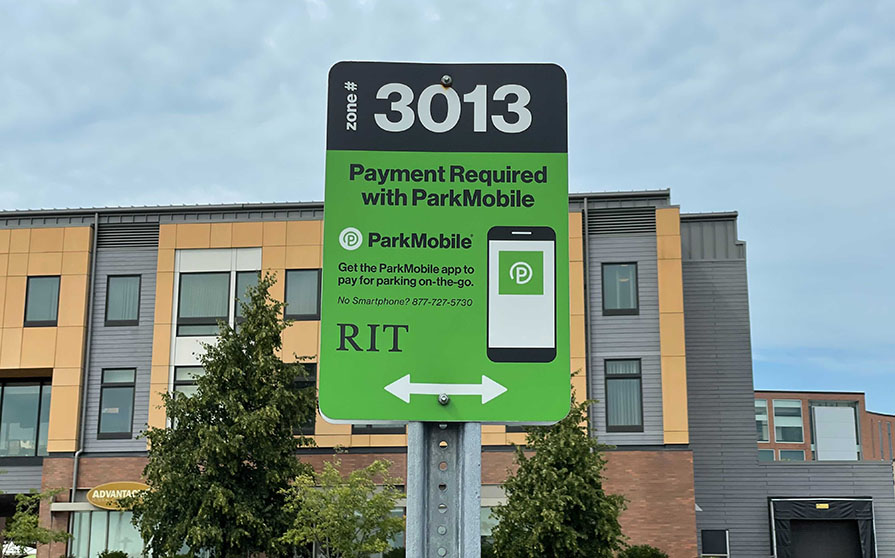 zone # 3013
Payment Required
with ParkMobile
ParkMobile®
Get the ParkMobile app to
pay for parking on-the-go.
No Smartphone? 877-727-5730
RIT